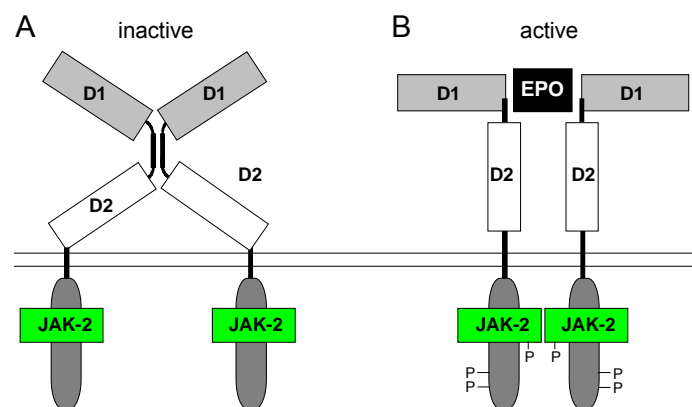 A
inactive
B
active
D1
D1
D1
EPO
D1
D2
D2
D2
D2
JAK-2
JAK-2
JAK-2
JAK-2
P
P
P
P
P
P